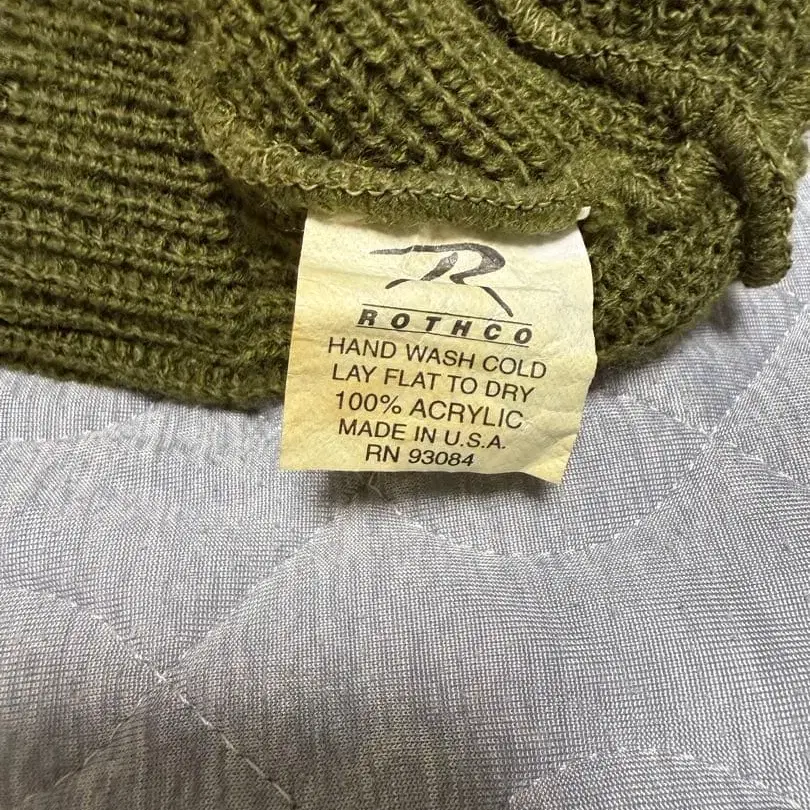 R
ROTHCO
HAND WASH COLD
LAY FLAT TO DRY
100% ACRYLIC
MADE IN U.S.A.
RN 93084